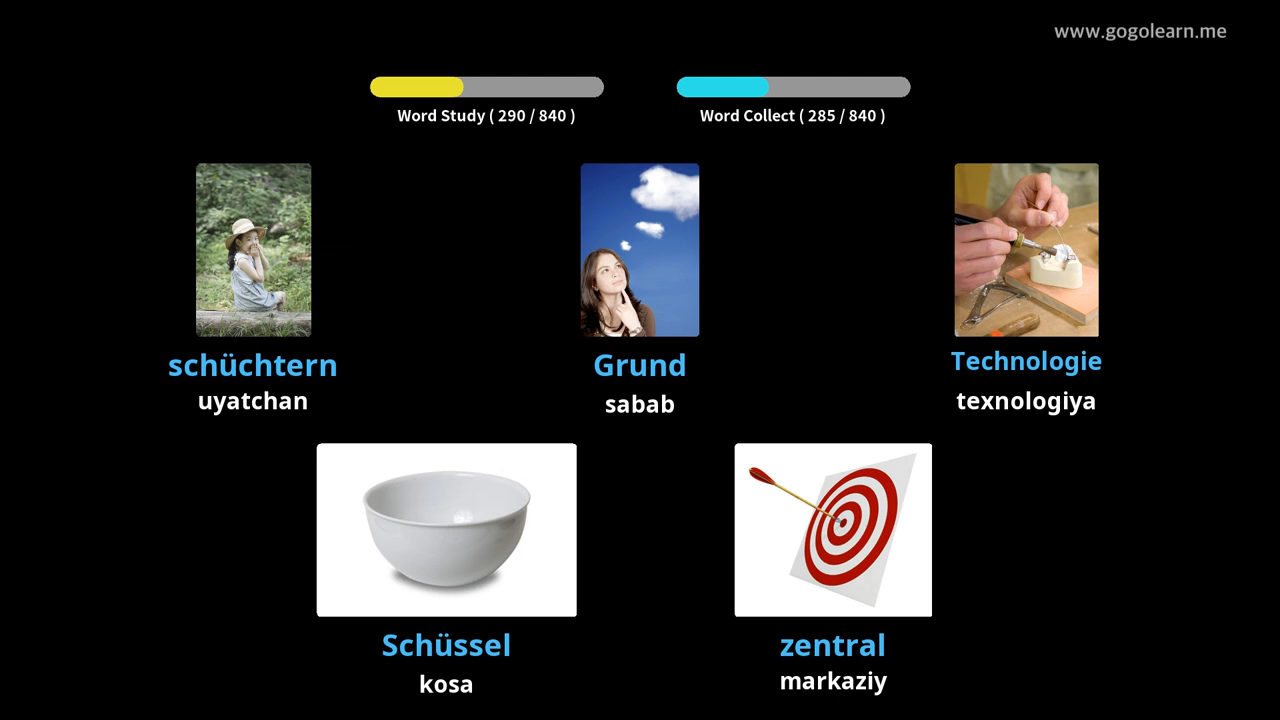 www.gogolearn.me
Word Study ( 290 / 840 )
Word Collect ( 285 / 840 )
schüchtern
uyatchan
Grund
sabab
Technologie
texnologiya
Schüssel
kosa
zentral
markaziy